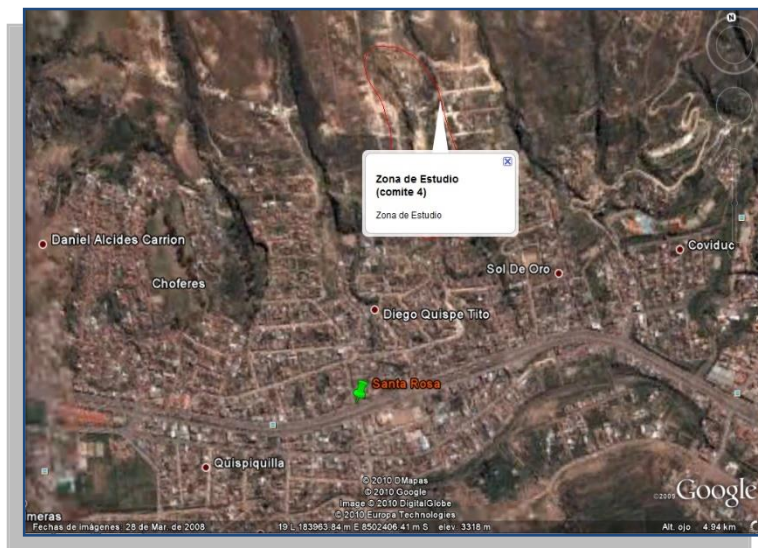 N
Zona de Estudio
(comite 4)
Zona de Estudio
Daniel Alcides Carrion
Coviduc
Sol De Oro
Choferes
Diego Quispe Tito
Santa Rosa
Quispiquilla
© 2010 DMapas
© 2010 Google
Image © 2010 DigitalGlobe
© 2010 Europa Technologies
©2009 Google
meras
Fechas de imágenes: 28 de Mar. de 2008 19 L 183963.84 m E 8502406.41 m S elev. 3318 m Alt. ojo 4.94 km